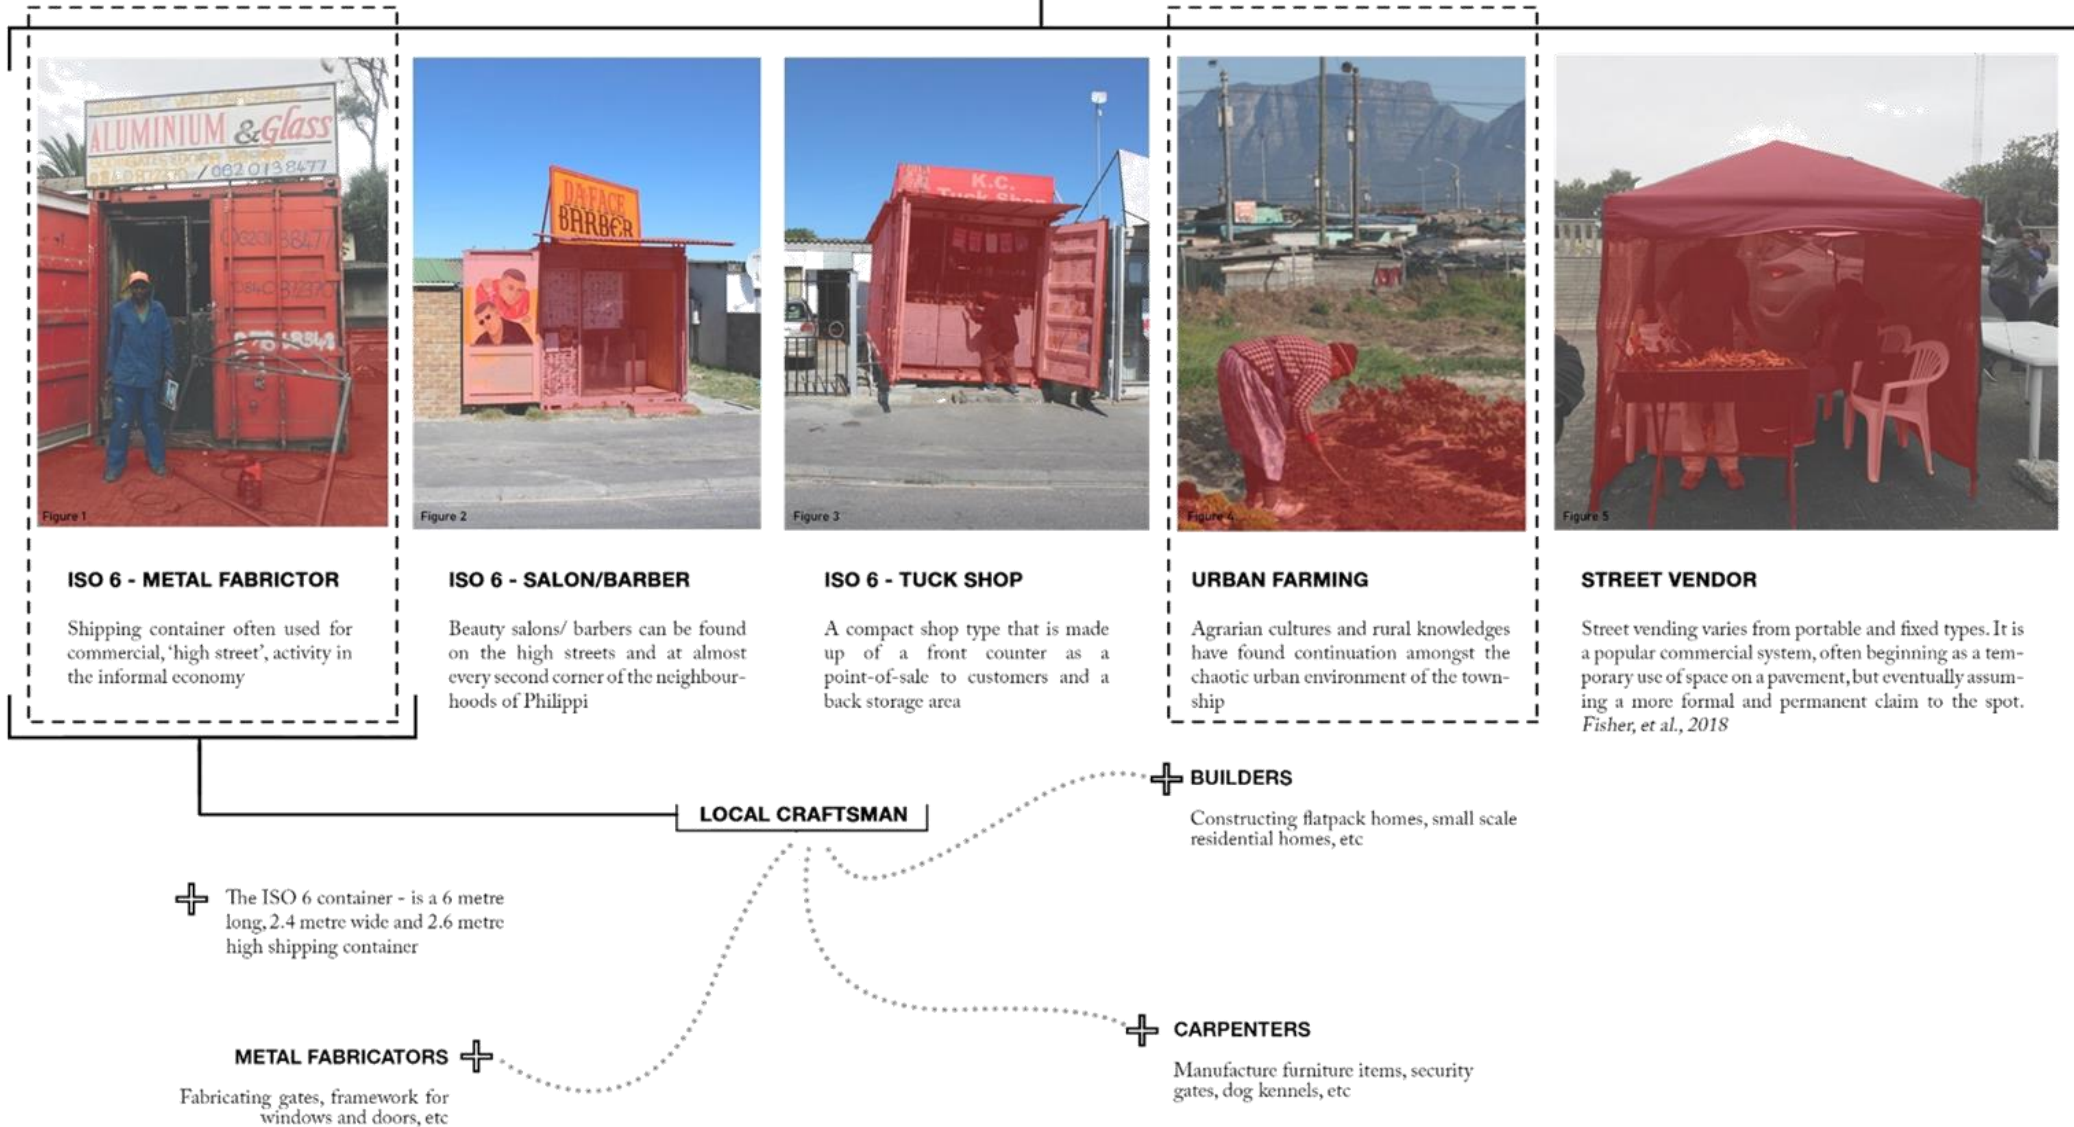 ALUMINIUM & Glass
/ 062 073 8477
Figure 1
DA FACE
BARBER
Figure 2
K.C.
Tuck Shop
Figure 3
Figure 4
Figure 5
ISO 6 - METAL FABRICTOR
Shipping container often used for
commercial, ‘high street’, activity in
the informal economy
ISO 6 - SALON/BARBER
Beauty salons/ barbers can be found
on the high streets and at almost
every second corner of the neighbour-
hoods of Philippi
ISO 6 - TUCK SHOP
A compact shop type that is made
up of a front counter as a
point-of-sale to customers and a
back storage area
URBAN FARMING
Agrarian cultures and rural knowledges
have found continuation amongst the
chaotic urban environment of the town-
ship
STREET VENDOR
Street vending varies from portable and fixed types. It is
a popular commercial system, often beginning as a tem-
porary use of space on a pavement, but eventually assum-
ing a more formal and permanent claim to the spot.
Fisher, et al., 2018
LOCAL CRAFTSMAN
BUILDERS
Constructing flatpack homes, small scale
residential homes, etc
The ISO 6 container - is a 6 metre
long, 2.4 metre wide and 2.6 metre
high shipping container
CARPENTERS
Manufacture furniture items, security
gates, dog kennels, etc
METAL FABRICATORS
Fabricating gates, framework for
windows and doors, etc